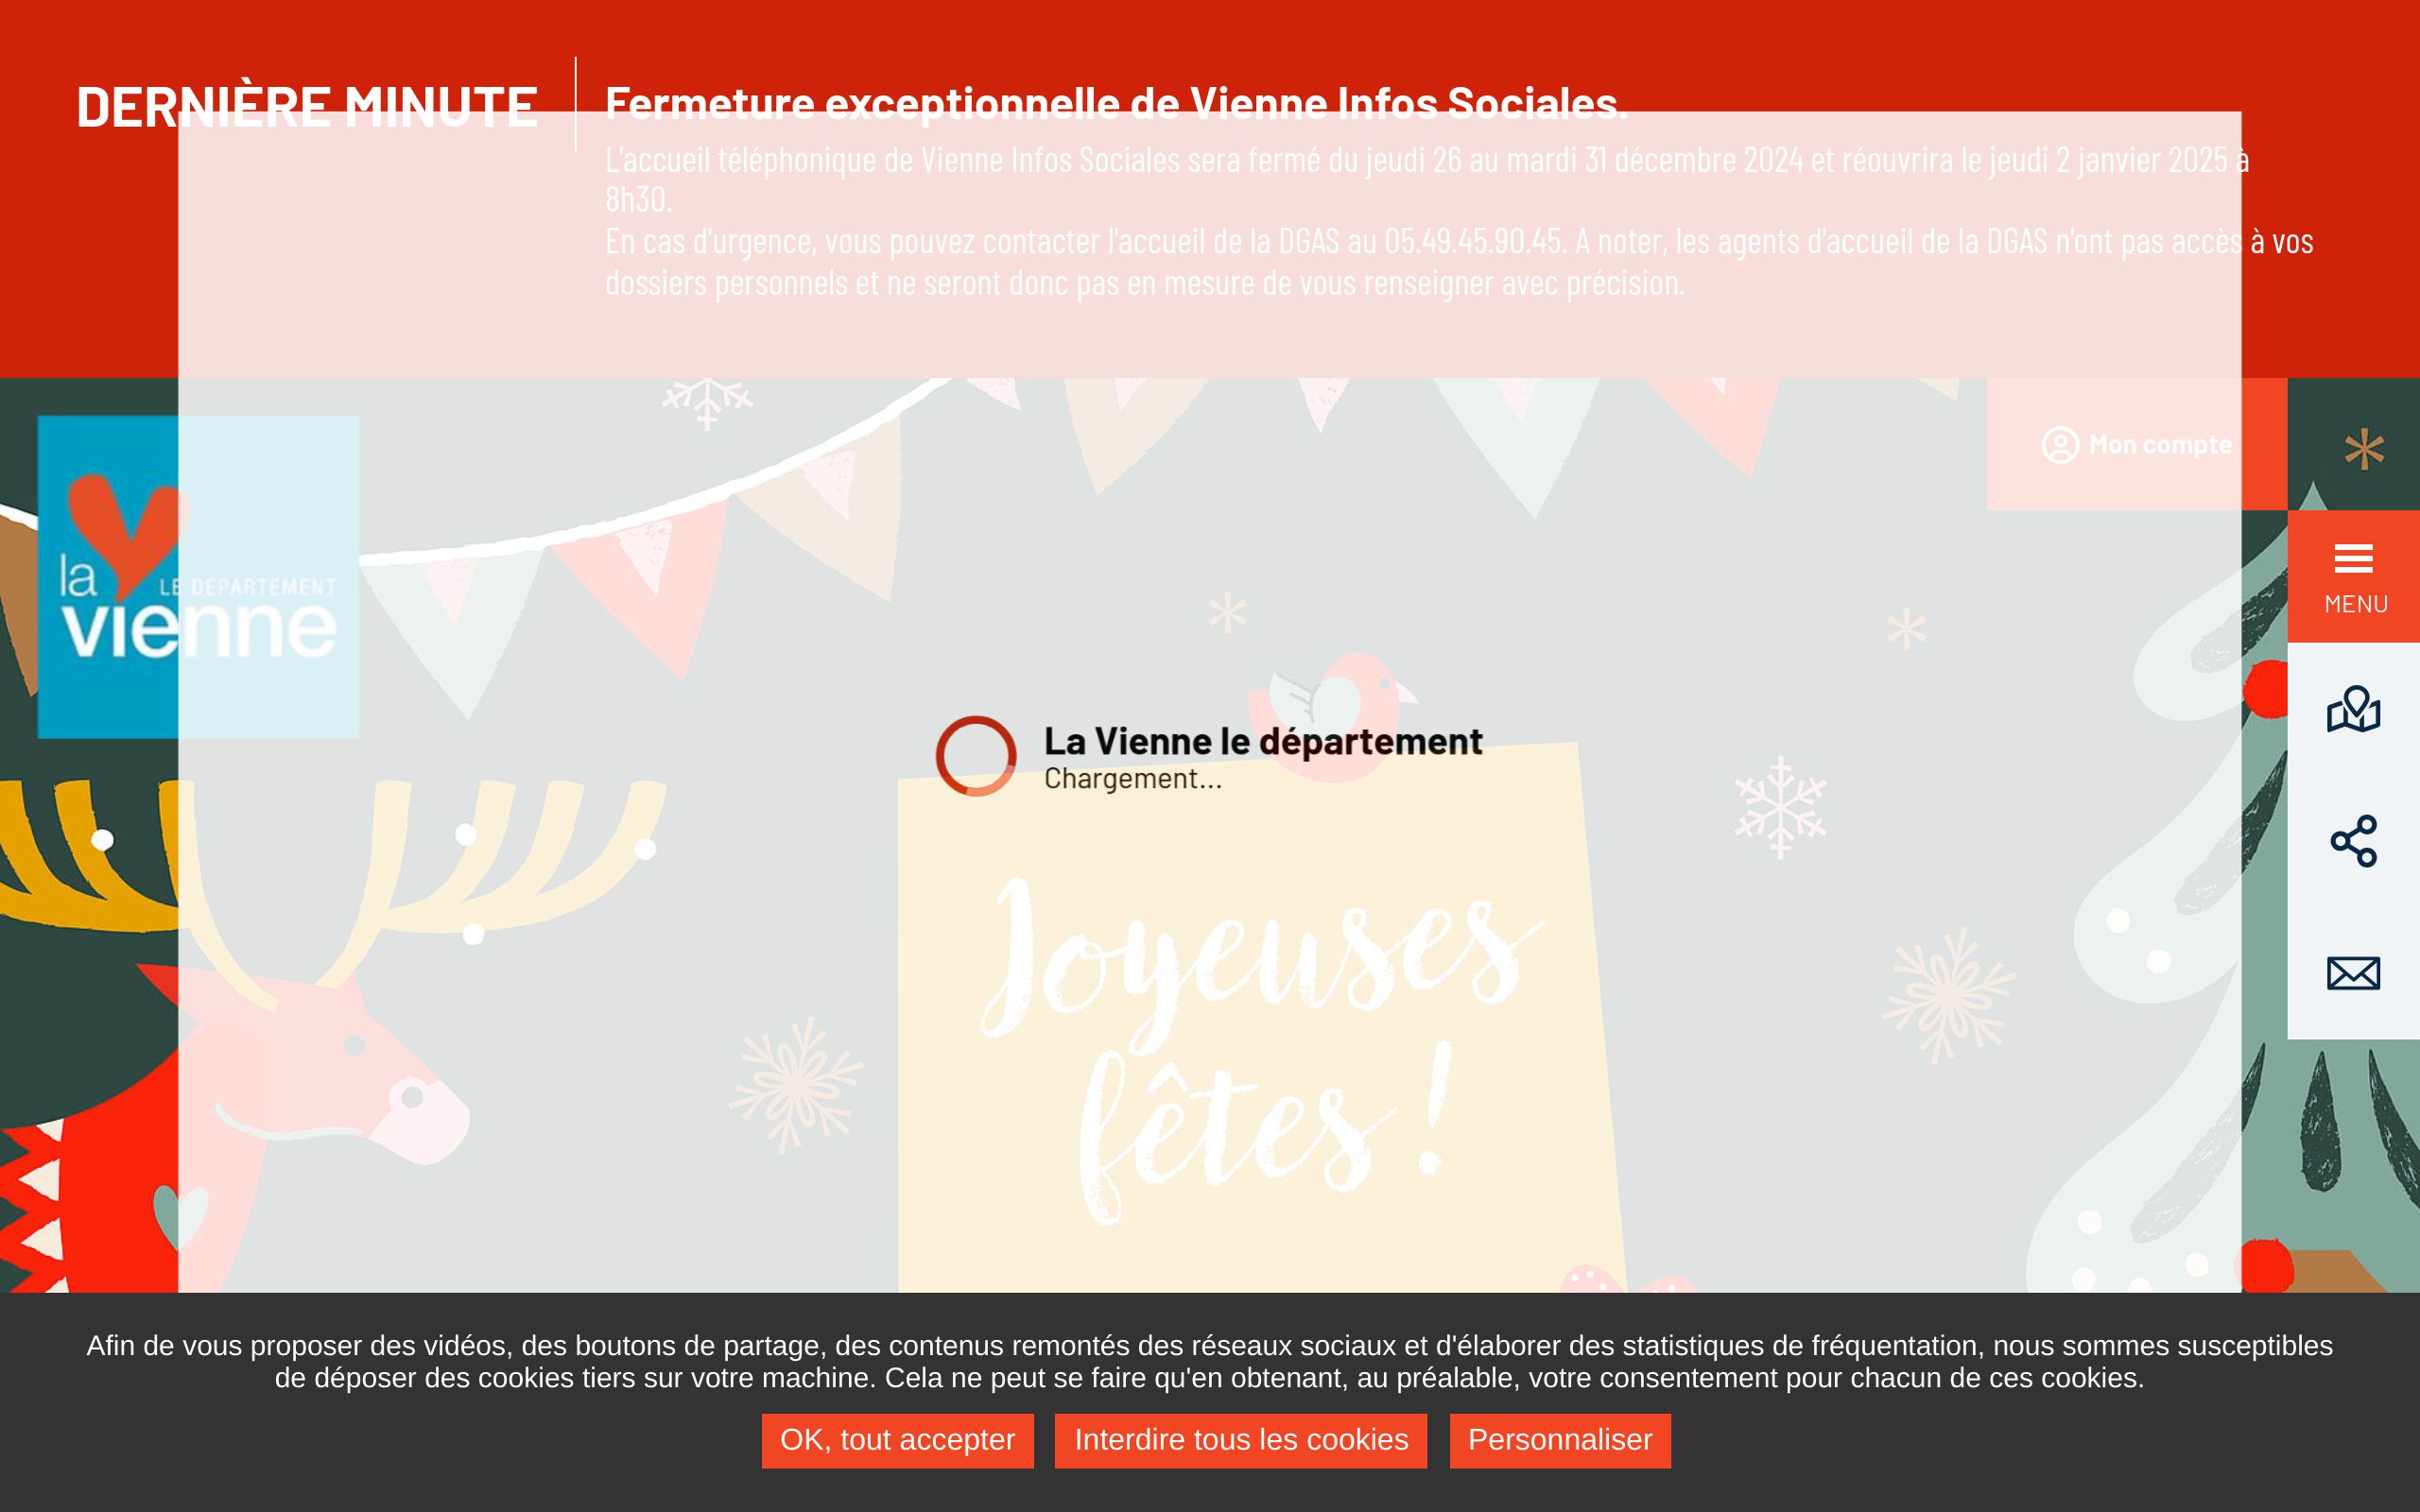 DERNIÈRE MINUTE
Fermeture exceptionnelle de Vienne Infos Sociales.
L'accueil téléphonique de Vienne Infos Sociales sera fermé du jeudi 26 au mardi 31 décembre 2024 et réouvrira le jeudi 2 janvier 2025 à
8h30.
En cas d'urgence, vous pouvez contacter l'accueil de la DGAS au 05.49.45.90.45. A noter, les agents d'accueil de la DGAS n'ont pas accès à vos
dossiers personnels et ne seront donc pas en mesure de vous renseigner avec précision.
Mon compte
la
LE DÉPARTEMENT
vienne
MENU
La Vienne le département
Chargement...
Joyeuses
fêtes !
Afin de vous proposer des vidéos, des boutons de partage, des contenus remontés des réseaux sociaux et d'élaborer des statistiques de fréquentation, nous sommes susceptibles
de déposer des cookies tiers sur votre machine. Cela ne peut se faire qu'en obtenant, au préalable, votre consentement pour chacun de ces cookies.
OK, tout accepter
Interdire tous les cookies
Personnaliser